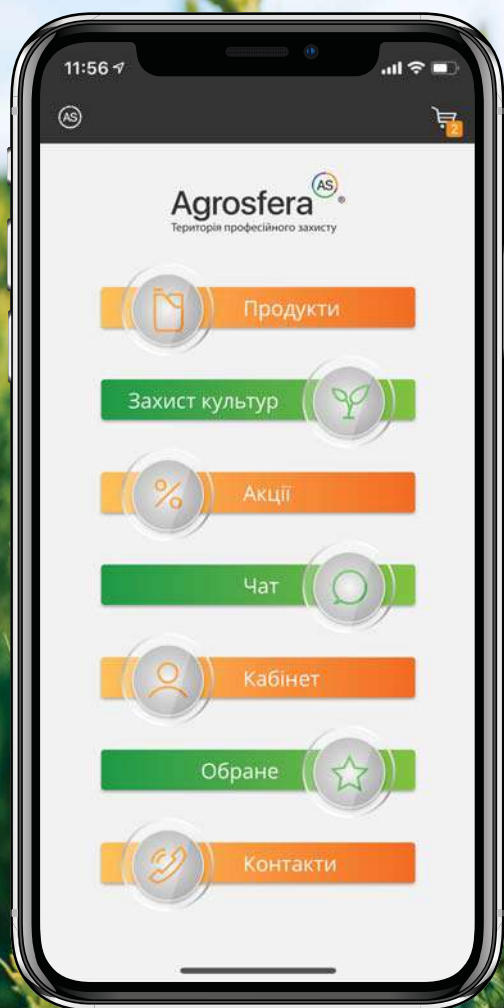 11:56
AS
2
Agrosfera AS ®
Територія професійного захисту
Продукти
Захист культур
%
Акції
Чат
Кабінет
Обране
Контакти